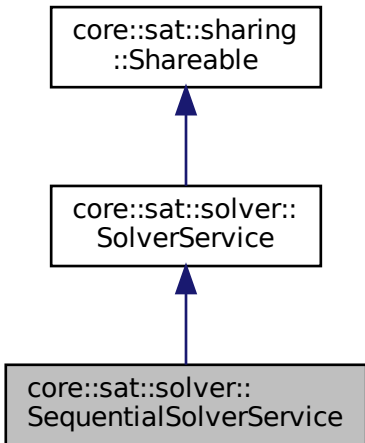 core::sat::sharing
::Shareable
core::sat::solver::
SolverService
core::sat::solver::
SequentialSolverService